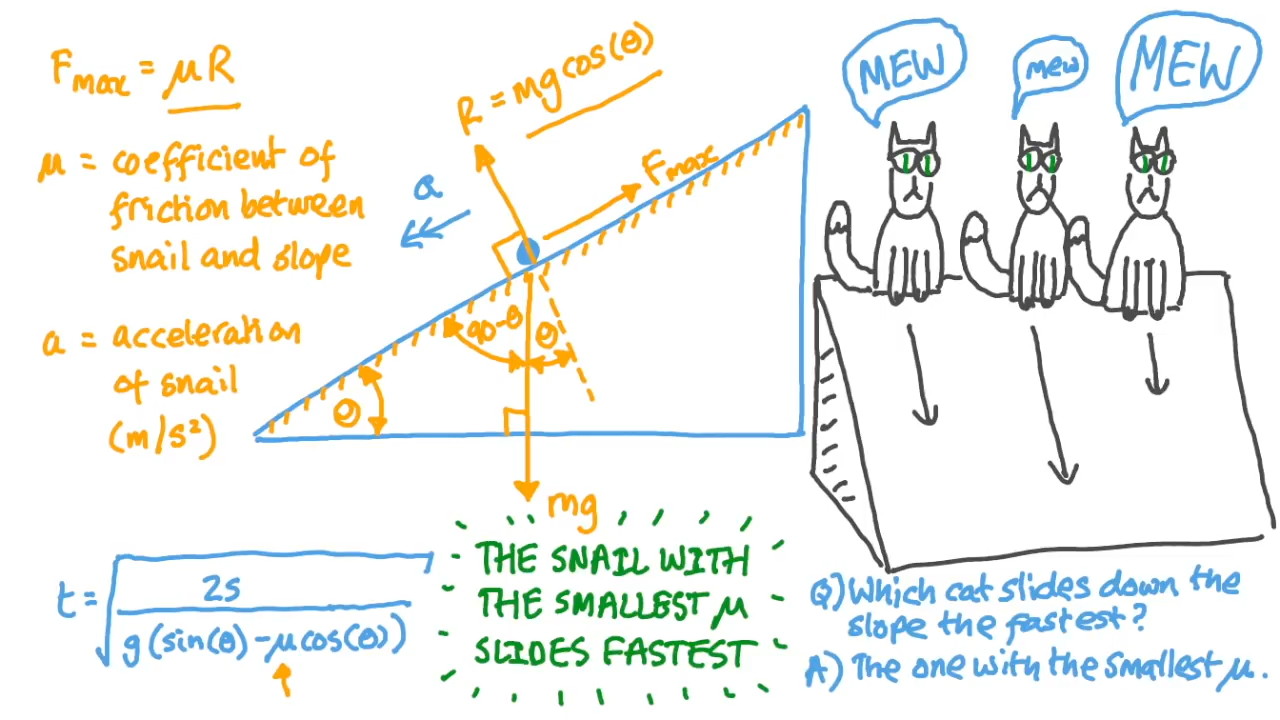 Fmax = μR
μ = coefficient of
friction between
snail and slope
a = acceleration
of snail
(m/s²)
R = mg cos(θ)
a
Fmax
90-θ
θ
θ
mg
t = √(2s / g(sin(θ) - μcos(θ)))
THE SNAIL WITH
THE SMALLEST μ
SLIDES FASTEST
MEW
mew
MEW
Q) Which cat slides down the
slope the fastest?
A) The one with the smallest μ.